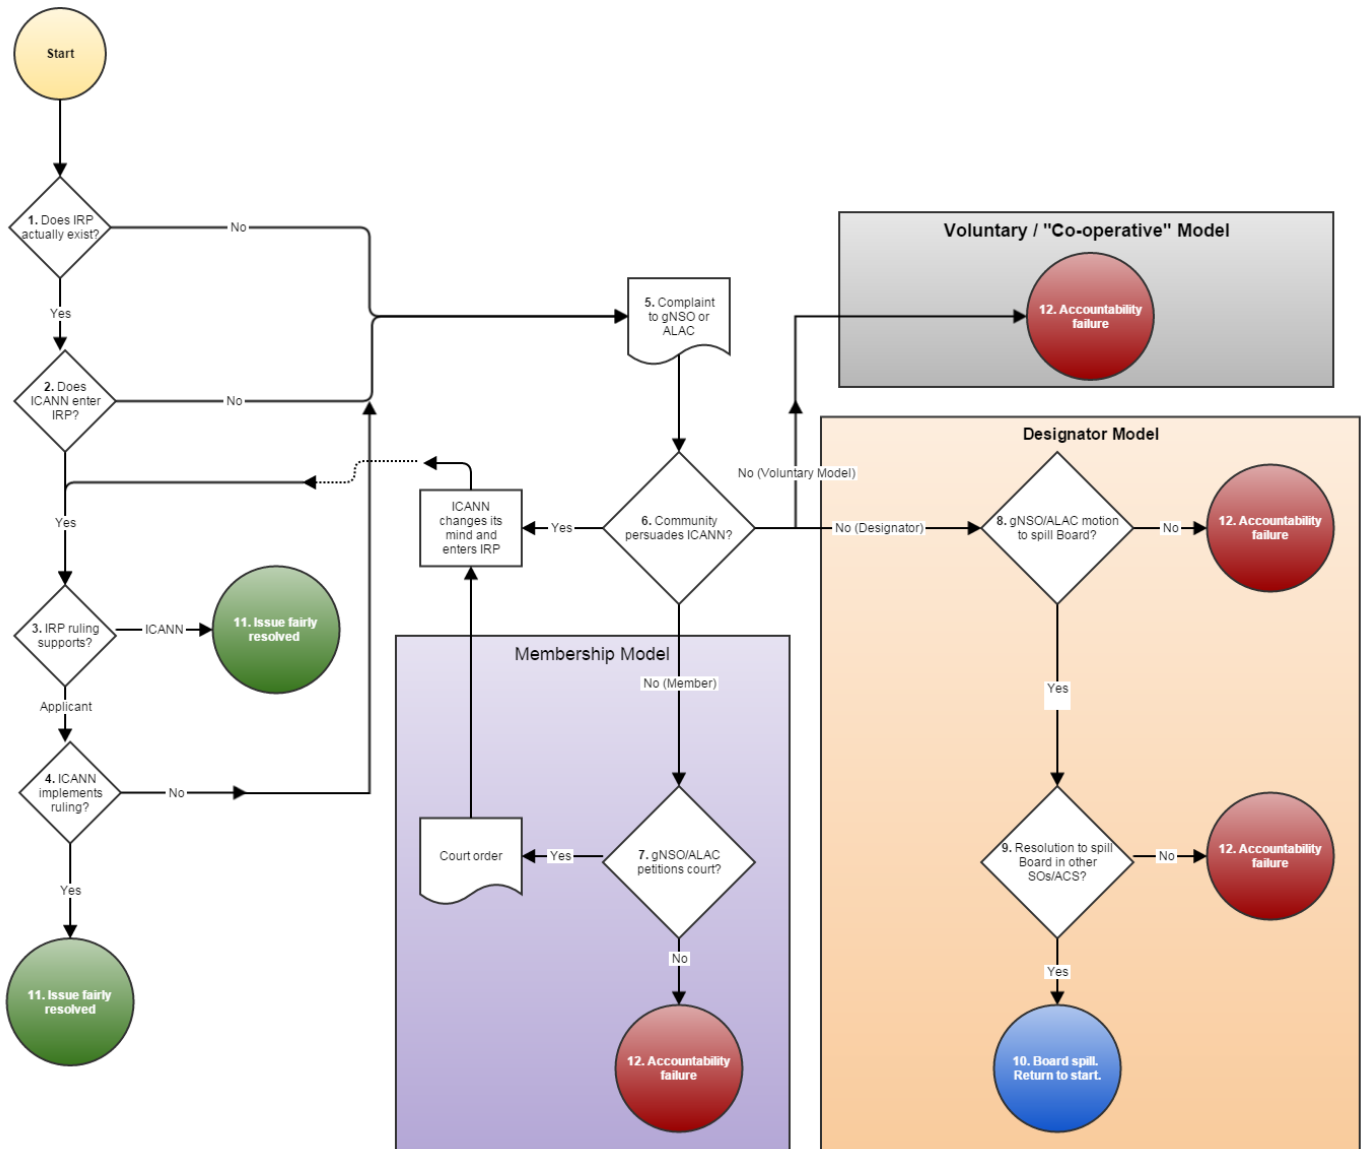 Start
1. Does IRP
actually exist?
No
Yes
2. Does
ICANN enter
IRP?
No
Yes
3. IRP ruling
supports?
ICANN
11. Issue fairly
resolved
Applicant
4. ICANN
implements
ruling?
No
Yes
11. Issue fairly
resolved
5. Complaint
to gNSO or
ALAC
6. Community
persuades ICANN?
Yes
ICANN
changes its
mind and
enters IRP
No (Voluntary Model)
No (Designator)
No (Member)
Voluntary / "Co-operative" Model
12. Accountability
failure
Membership Model
7. gNSO/ALAC
petitions court?
Yes
Court order
No
12. Accountability
failure
Designator Model
8. gNSO/ALAC motion
to spill Board?
No
12. Accountability
failure
Yes
9. Resolution to spill
Board in other
SOs/ACS?
No
12. Accountability
failure
Yes
10. Board spill.
Return to start.